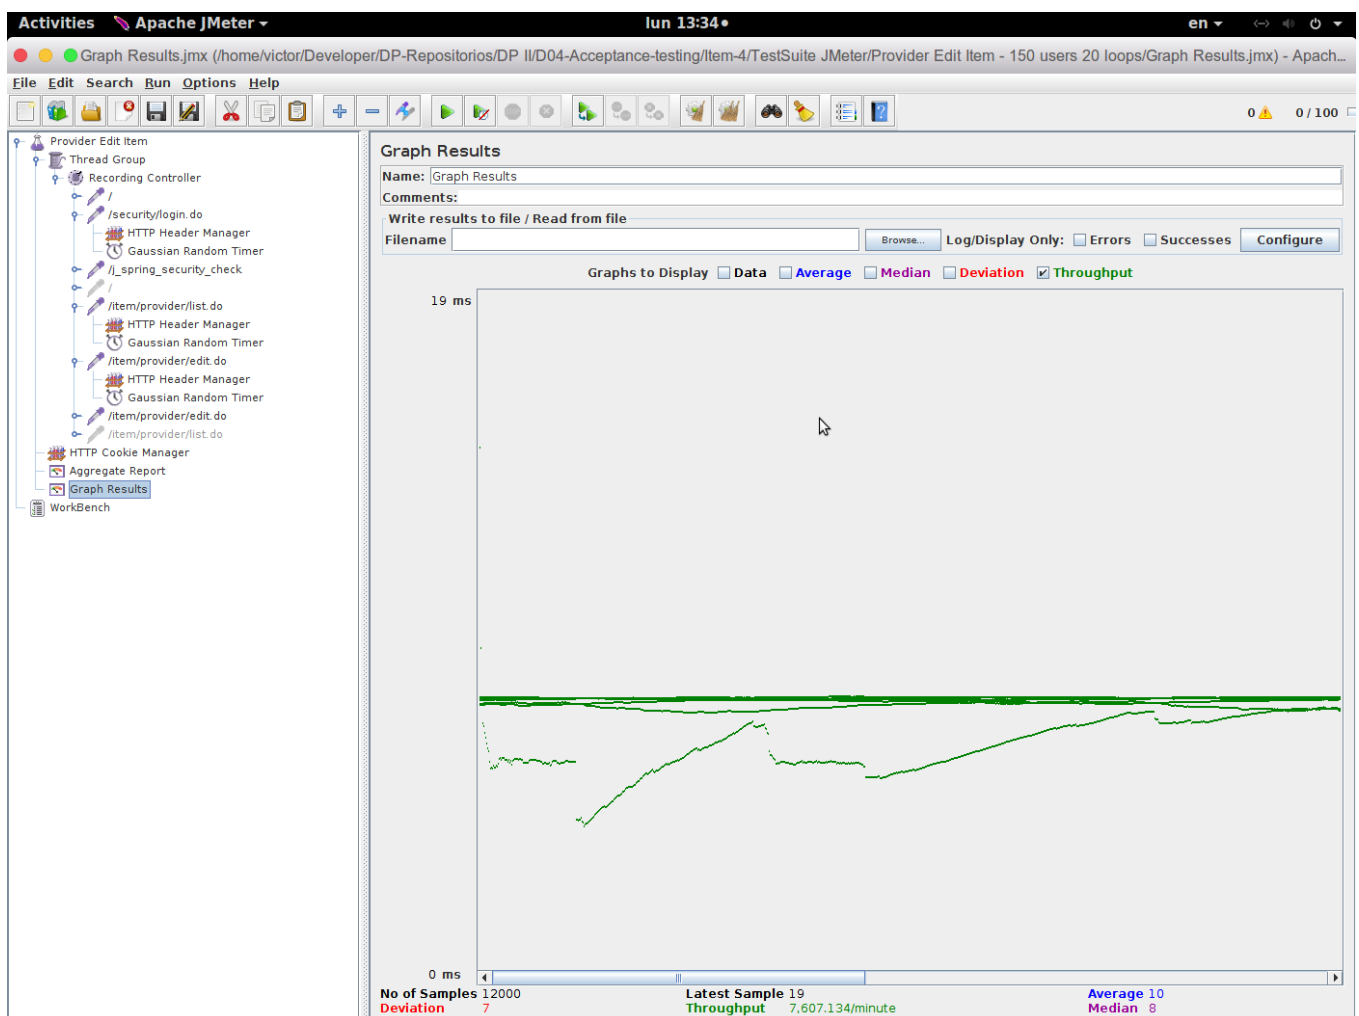 Activities Apache JMeter lun 13:34 en
Graph Results.jmx (/home/victor/Developer/DP-Repositorios/DP II/D04-Acceptance-testing/Item-4/TestSuite JMeter/Provider Edit Item - 150 users 20 loops/Graph Results.jmx) - Apach...
File Edit Search Run Options Help
0 0 / 100
Provider Edit Item
Thread Group
Recording Controller
/
/security/login.do
HTTP Header Manager
Gaussian Random Timer
/j_spring_security_check
/
/item/provider/list.do
HTTP Header Manager
Gaussian Random Timer
/item/provider/edit.do
HTTP Header Manager
Gaussian Random Timer
/item/provider/edit.do
/item/provider/list.do
HTTP Cookie Manager
Aggregate Report
Graph Results
WorkBench
Graph Results
Name: Graph Results
Comments:
Write results to file / Read from file
Filename Browse... Log/Display Only: Errors Successes Configure
Graphs to Display Data Average Median Deviation Throughput
19 ms
0 ms
No of Samples 12000 Latest Sample 19 Average 10
Deviation 7 Throughput 7,607.134/minute Median 8